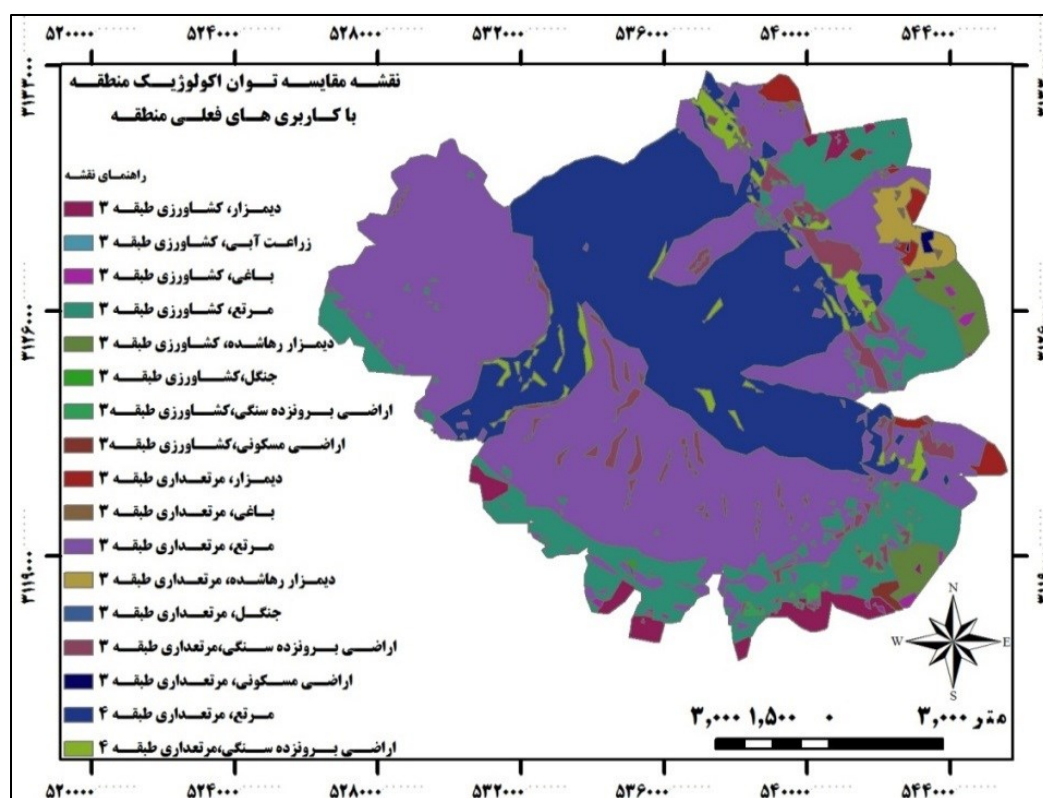 ۵۲۰۰۰۰ ۵۲۴۰۰۰ ۵۲۸۰۰۰ ۵۳۲۰۰۰ ۵۳۶۰۰۰ ۵۴۰۰۰۰ ۵۴۴۰۰۰
۳۱۳۳۰۰۰
۳۱۲۶۰۰۰
۳۱۱۹۰۰۰
نقشه مقایسه توان اکولوژیک منطقه
با کاربری های فعلی منطقه
راهنمای نقشه
دیمزار، کشاورزی طبقه ۳
زراعت آبی، کشاورزی طبقه ۳
باغی، کشاورزی طبقه ۳
مرتع، کشاورزی طبقه ۳
دیمزار رهاشده، کشاورزی طبقه ۳
جنگل،کشاورزی طبقه ۳
اراضی برونزده سنگی،کشاورزی طبقه ۳
اراضی مسکونی،کشاورزی طبقه ۳
دیمزار، مرتعداری طبقه ۳
باغی، مرتعداری طبقه ۳
مرتع، مرتعداری طبقه ۳
دیمزار رهاشده، مرتعداری طبقه ۳
جنگل، مرتعداری طبقه ۳
اراضی برونزده سنگی،مرتعداری طبقه ۳
اراضی مسکونی، مرتعداری طبقه ۳
مرتع، مرتعداری طبقه ۴
اراضی برونزده سنگی،مرتعداری طبقه ۴
N
W E
S
۳,۰۰۰ ۱,۵۰۰ ۰ ۳,۰۰۰ متر
۵۲۰۰۰۰ ۵۲۴۰۰۰ ۵۲۸۰۰۰ ۵۳۲۰۰۰ ۵۳۶۰۰۰ ۵۴۰۰۰۰ ۵۴۴۰۰۰